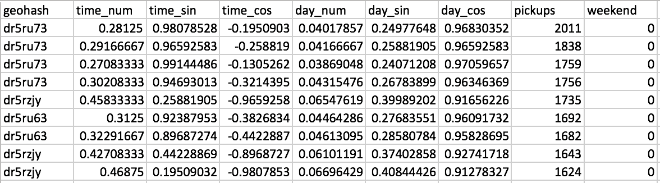 geohash time_num time_sin time_cos day_num day_sin day_cos pickups weekend
dr5ru73 0.28125 0.98078528 -0.1950903 0.04017857 0.24977648 0.96830352 2011 0
dr5ru73 0.29166667 0.96592583 -0.258819 0.04166667 0.25881905 0.96592583 1838 0
dr5ru73 0.27083333 0.99144486 -0.1305262 0.03869048 0.24071208 0.97059657 1759 0
dr5ru73 0.30208333 0.94693013 -0.3214395 0.04315476 0.26783899 0.96346369 1756 0
dr5rzjy 0.45833333 0.25881905 -0.9659258 0.06547619 0.39989202 0.91656226 1735 0
dr5ru63 0.3125 0.92387953 -0.3826834 0.04464286 0.27683551 0.96091732 1692 0
dr5ru63 0.32291667 0.89687274 -0.4422887 0.04613095 0.28580784 0.95828695 1682 0
dr5rzjy 0.42708333 0.44228869 -0.8968727 0.06101191 0.37402858 0.92741718 1643 0
dr5rzjy 0.46875 0.19509032 -0.9807853 0.06696429 0.40844426 0.91278327 1624 0